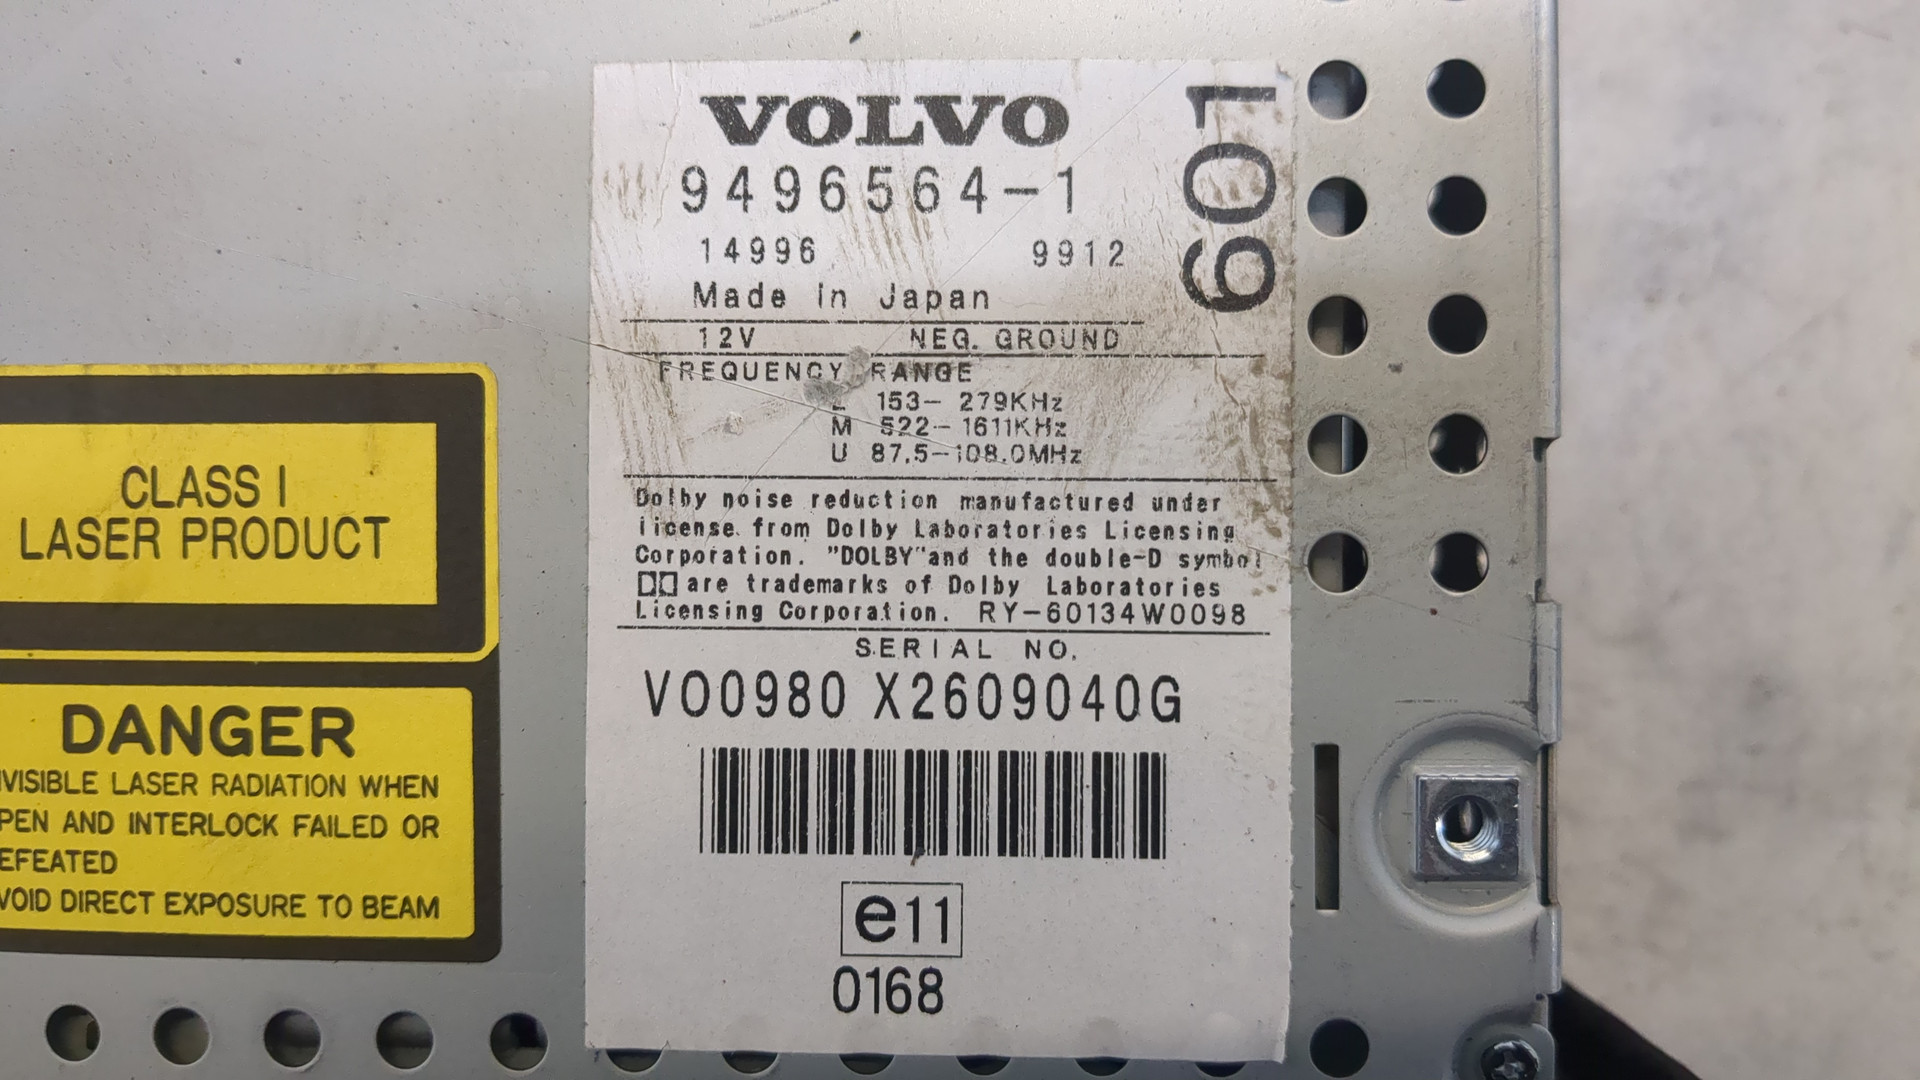 VOLVO
601
9496564-1
14996 9912
Made in Japan
12V NEG. GROUND
FREQUENCY RANGE
L 153- 279KHz
M 522- 1611KHz
U 87.5-108.0MHz
Dolby noise reduction manufactured under
license from Dolby Laboratories Licensing
Corporation. "DOLBY"and the double-D symbol
are trademarks of Dolby Laboratories
Licensing Corporation. RY-60134W0098
SERIAL NO.
VO0980 X2609040G
e11
0168
CLASS I
LASER PRODUCT
DANGER
NVISIBLE LASER RADIATION WHEN
PEN AND INTERLOCK FAILED OR
EFEATED
VOID DIRECT EXPOSURE TO BEAM